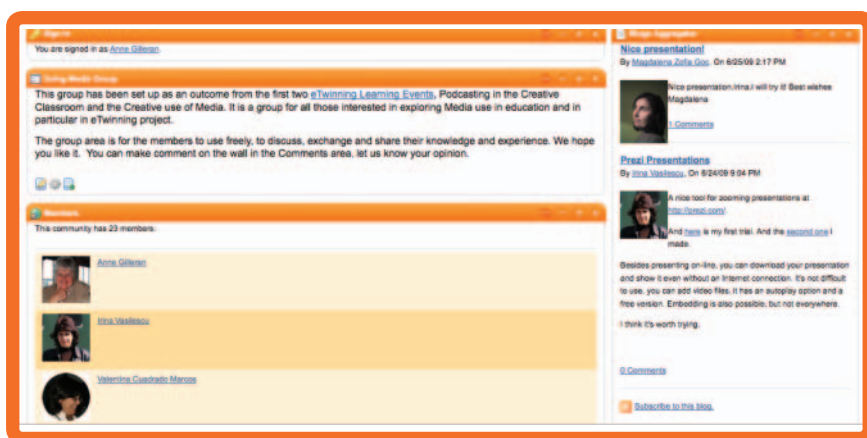 Sign In
You are signed in as Anne Gilleran.
Using Media Group
This group has been set up as an outcome from the first two eTwinning Learning Events, Podcasting in the Creative
Classroom and the Creative use of Media. It is a group for all those interested in exploring Media use in education and in
particular in eTwinning project.
The group area is for the members to use freely, to discuss, exchange and share their knowledge and experience. We hope
you like it. You can make comment on the wall in the Comments area, let us know your opinion.
Members
This community has 23 members.
Anne Gilleran
Irina Vasilescu
Valentina Cuadrado Marcos
Blogs Aggregator
Nice presentation!
By Magdalena Zofia Goc, On 6/25/09 2:17 PM
Nice presentation,Irina,I will try it! Best wishes
Magdalena
1 Comments
Prezi Presentations
By Irina Vasilescu, On 6/24/09 9:04 PM
A nice tool for zooming presentations at
http://prezi.com/.
And here is my first trial. And the second one I
made.
Besides presenting on-line, you can download your presentation
and show it even without an Internet connection. It's not difficult
to use, you can add video files. It has an autoplay option and a
free version. Embedding is also possible, but not everywhere.
I think it's worth trying.
0 Comments
Subscribe to this blog.